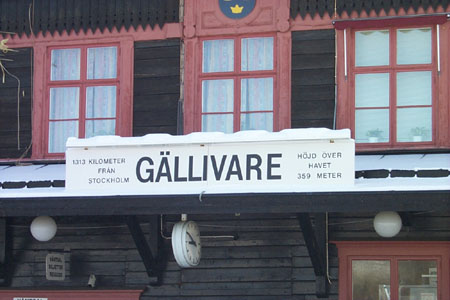 1313 KILOMETER
FRÅN
STOCKHOLM
GÄLLIVARE
HÖJD ÖVER
HAVET
359 METER